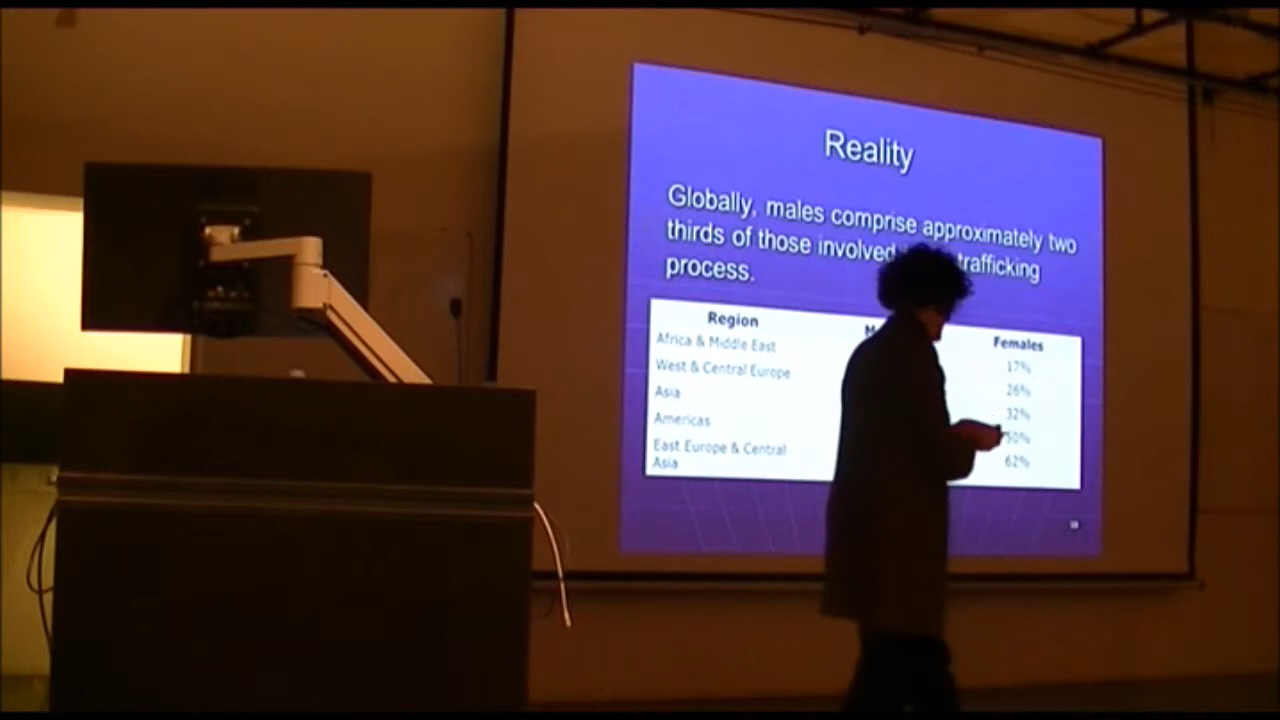 Reality
Globally, males comprise approximately two
thirds of those involved trafficking
process.
Region Females
Africa & Middle East 17%
West & Central Europe 26%
Asia 32%
Americas 50%
East Europe & Central 62%
Asia